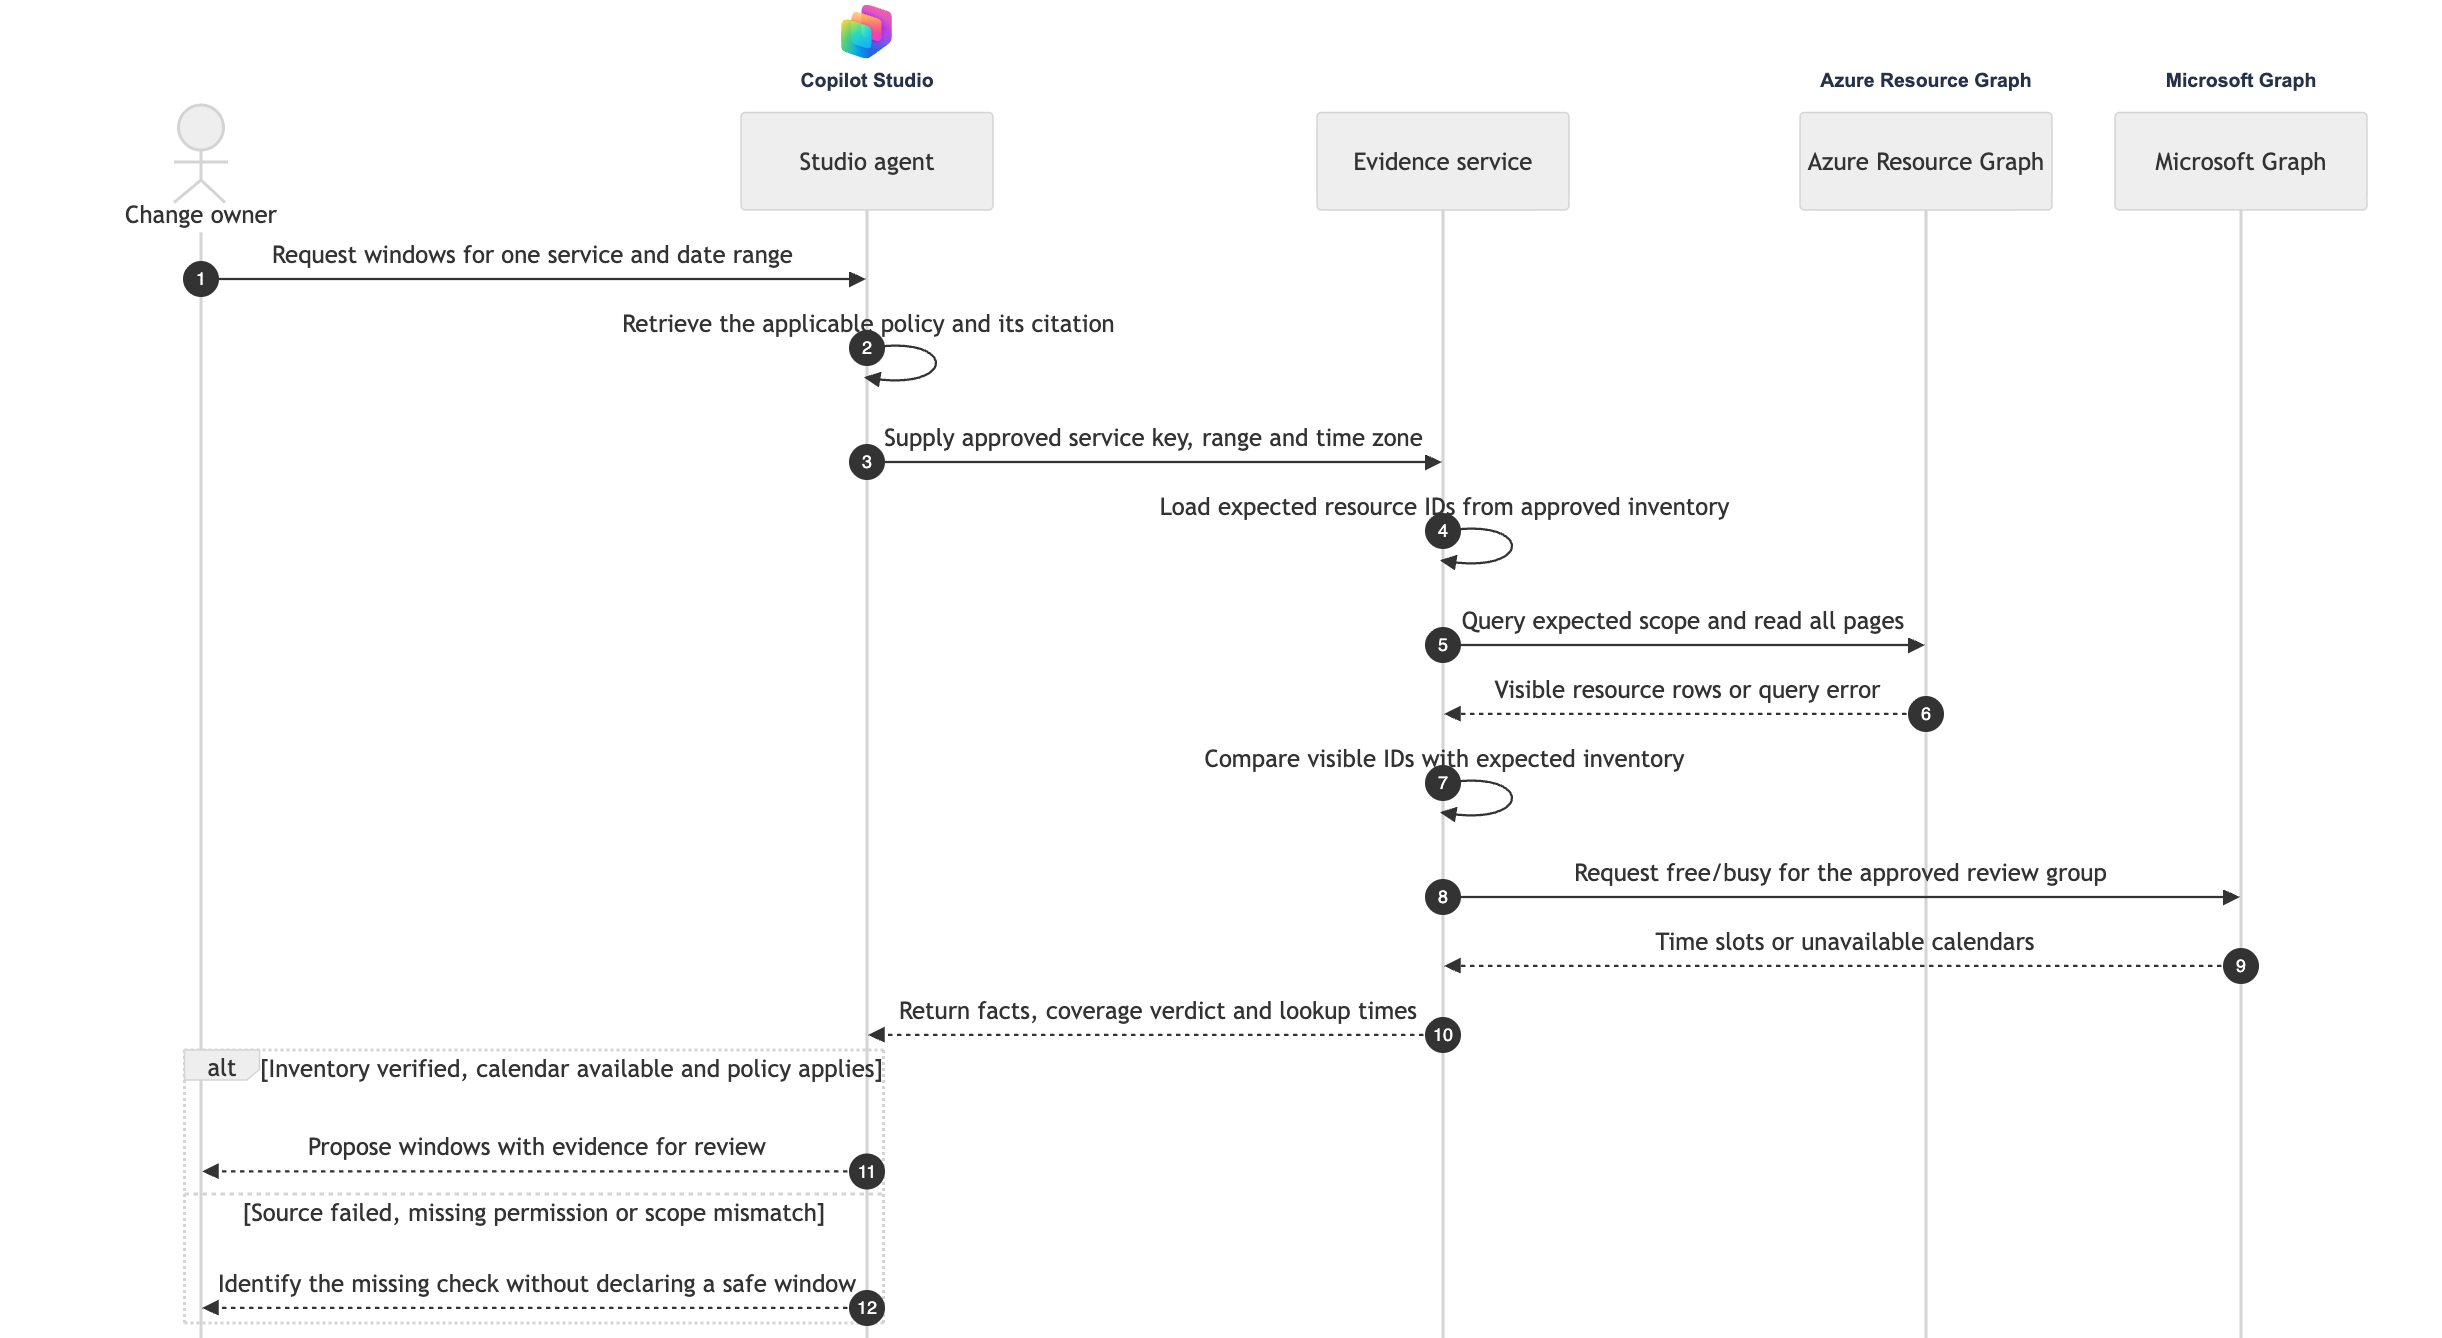 Copilot Studio
Azure Resource Graph
Microsoft Graph
Studio agent
Evidence service
Azure Resource Graph
Microsoft Graph
Change owner
Request windows for one service and date range
1
Retrieve the applicable policy and its citation
2
Supply approved service key, range and time zone
3
Load expected resource IDs from approved inventory
4
Query expected scope and read all pages
5
Visible resource rows or query error
6
Compare visible IDs with expected inventory
7
Request free/busy for the approved review group
8
Time slots or unavailable calendars
9
Return facts, coverage verdict and lookup times
10
alt [Inventory verified, calendar available and policy applies]
Propose windows with evidence for review
11
[Source failed, missing permission or scope mismatch]
Identify the missing check without declaring a safe window
12